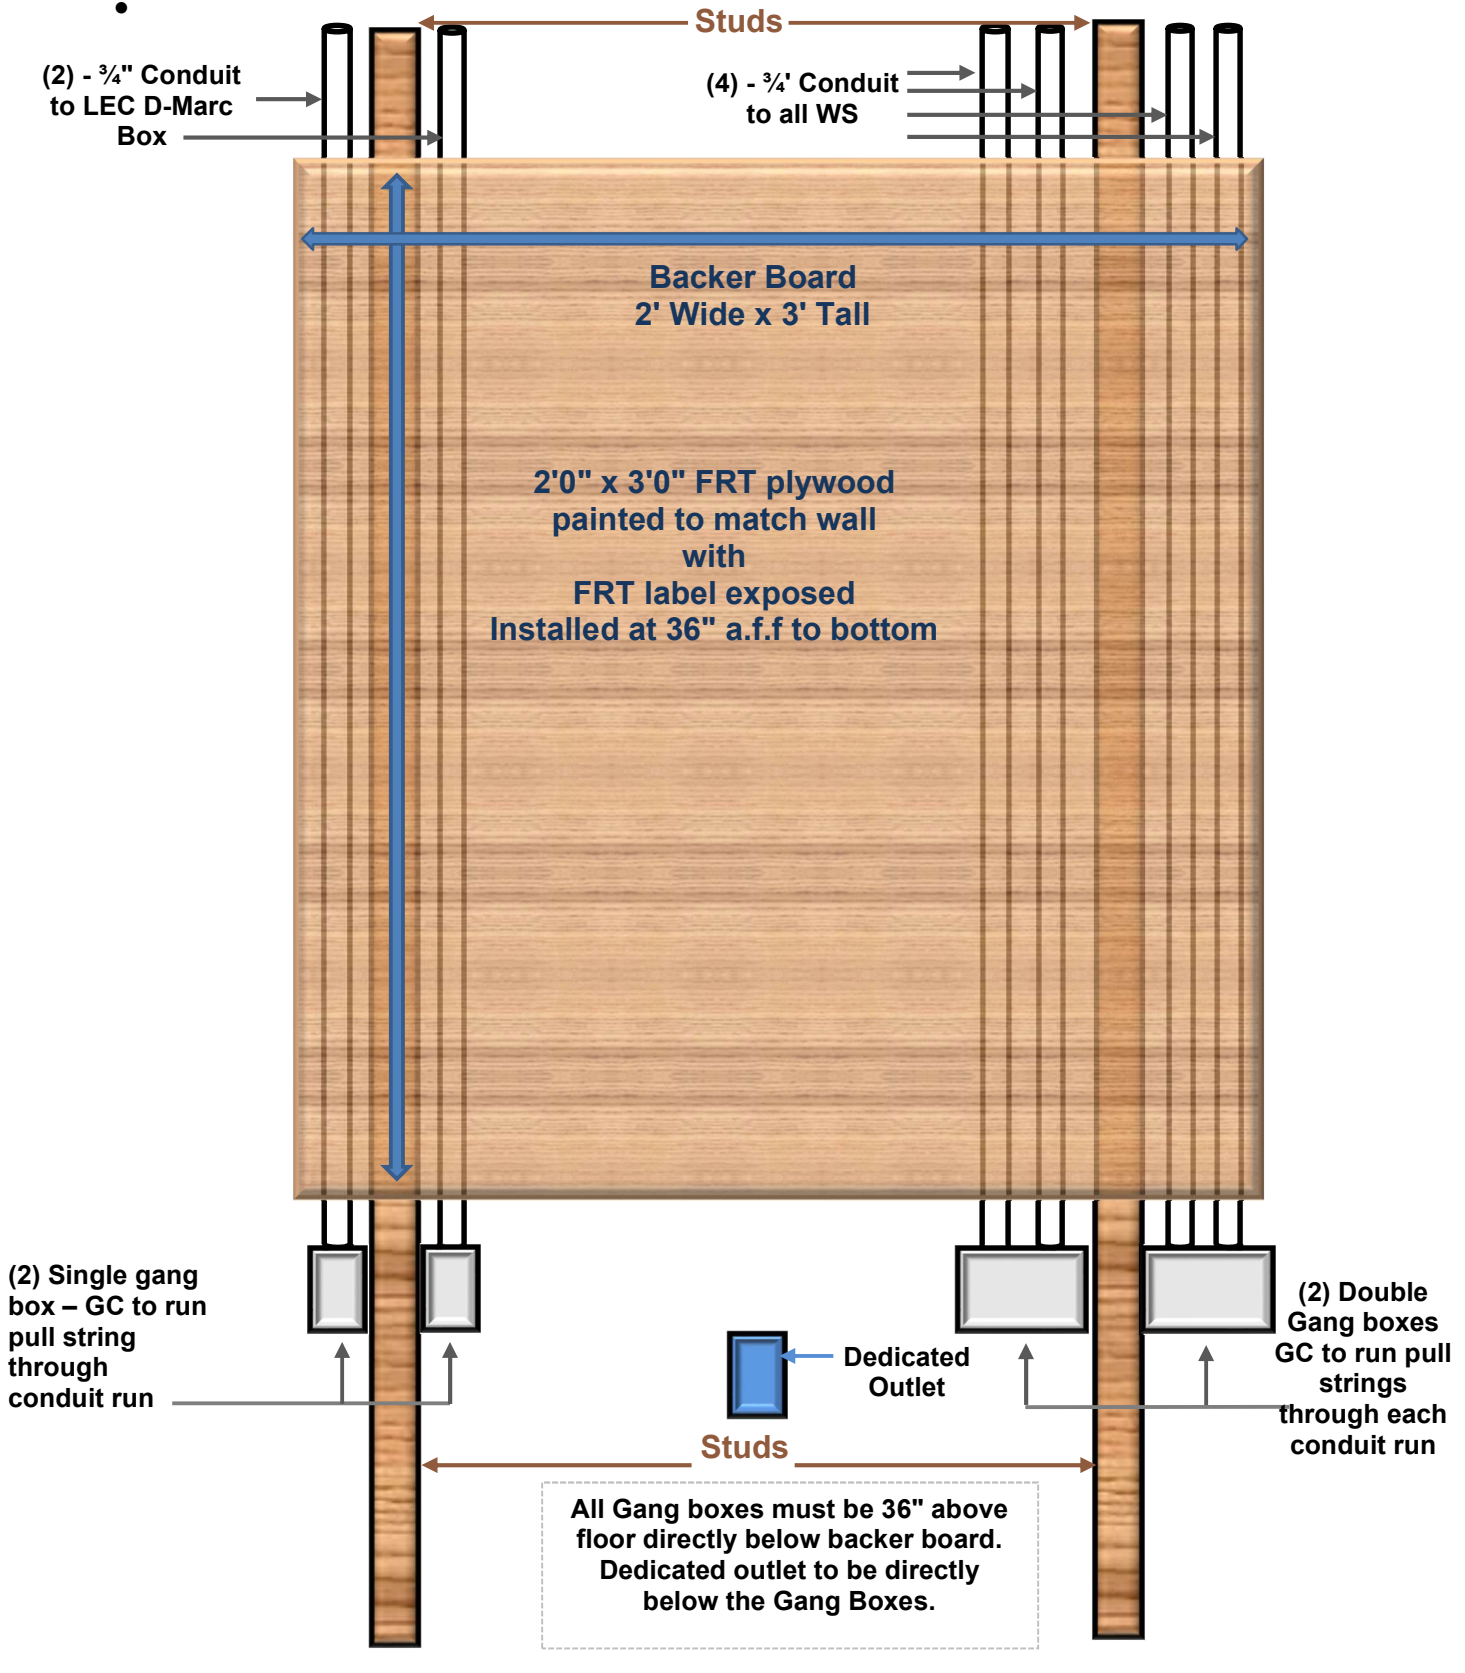 •
Studs
(2) - ¾" Conduit
to LEC D-Marc
Box
(4) - ¾' Conduit
to all WS
Backer Board
2' Wide x 3' Tall
2'0" x 3'0" FRT plywood
painted to match wall
with
FRT label exposed
Installed at 36" a.f.f to bottom
(2) Single gang
box – GC to run
pull string
through
conduit run
Dedicated
Outlet
(2) Double
Gang boxes
GC to run pull
strings
through each
conduit run
Studs
All Gang boxes must be 36" above
floor directly below backer board.
Dedicated outlet to be directly
below the Gang Boxes.